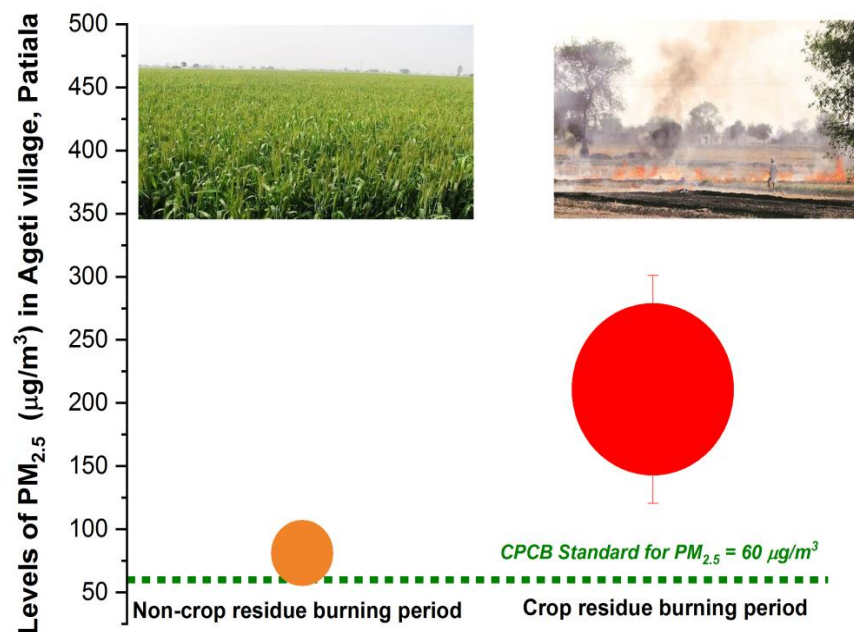 Levels of PM2.5 (μg/m³) in Ageti village, Patiala
500
450
400
350
300
250
200
150
100
50
CPCB Standard for PM2.5 = 60 μg/m³
Non-crop residue burning period
Crop residue burning period